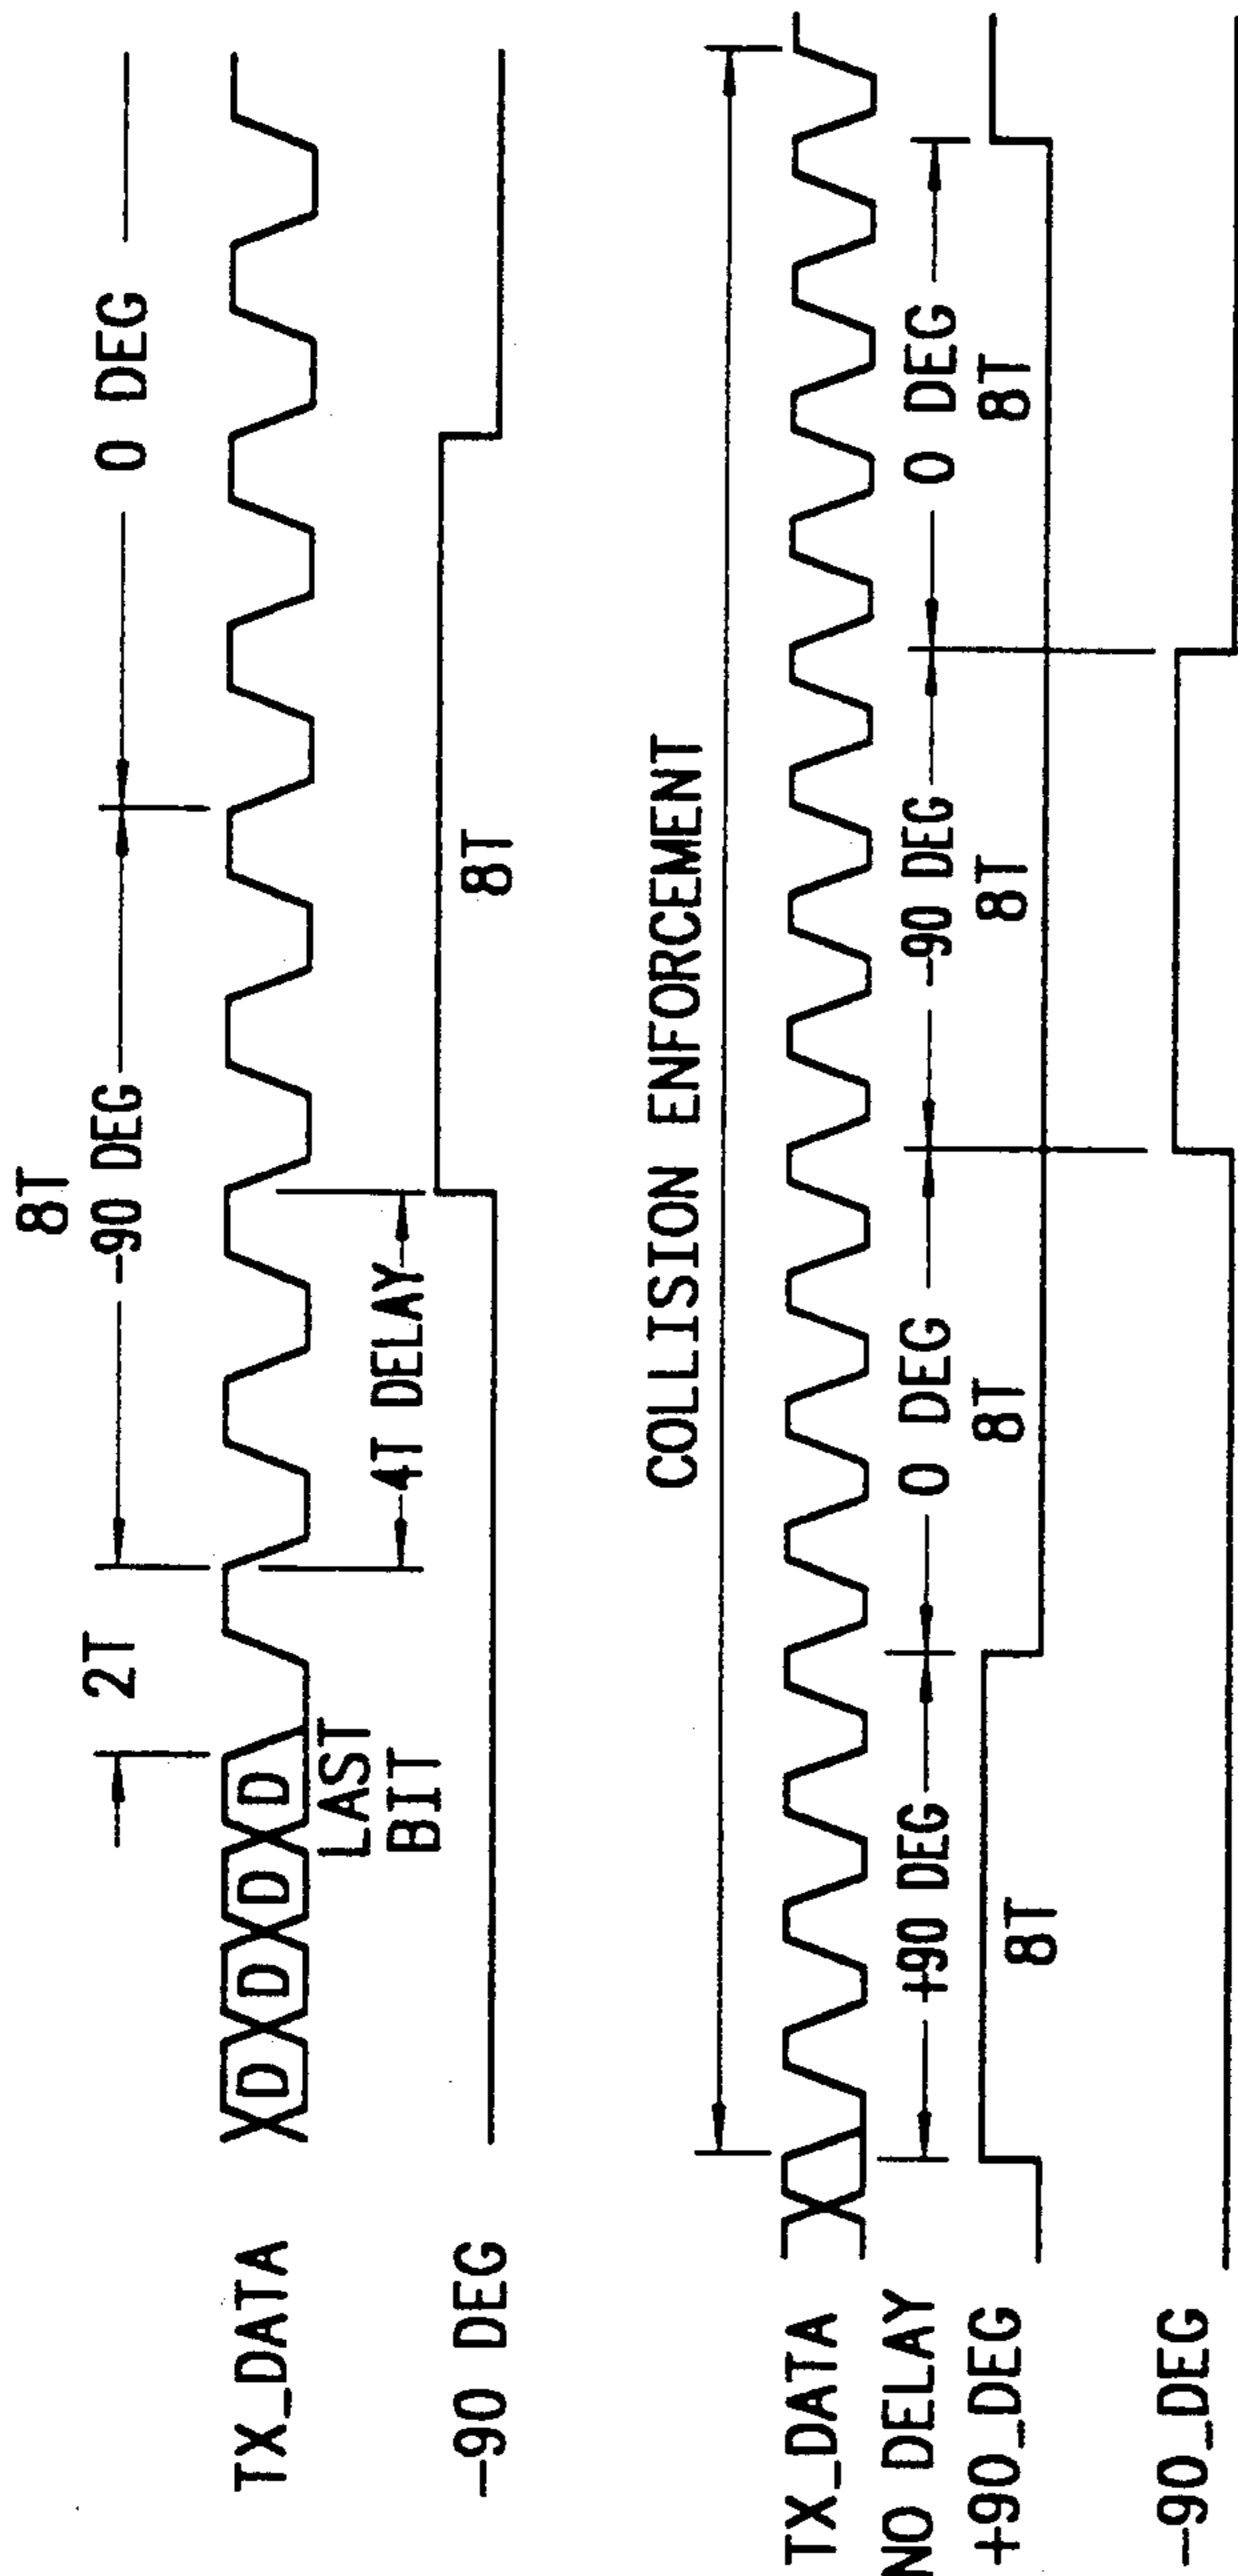 8T
2T
-90 DEG
0 DEG
TX_DATA
D D D D
LAST
BIT
4T DELAY
-90 DEG
8T
COLLISION ENFORCEMENT
TX_DATA
NO DELAY
+90 DEG
0 DEG
-90 DEG
0 DEG
+90_DEG
8T
8T
8T
8T
-90_DEG